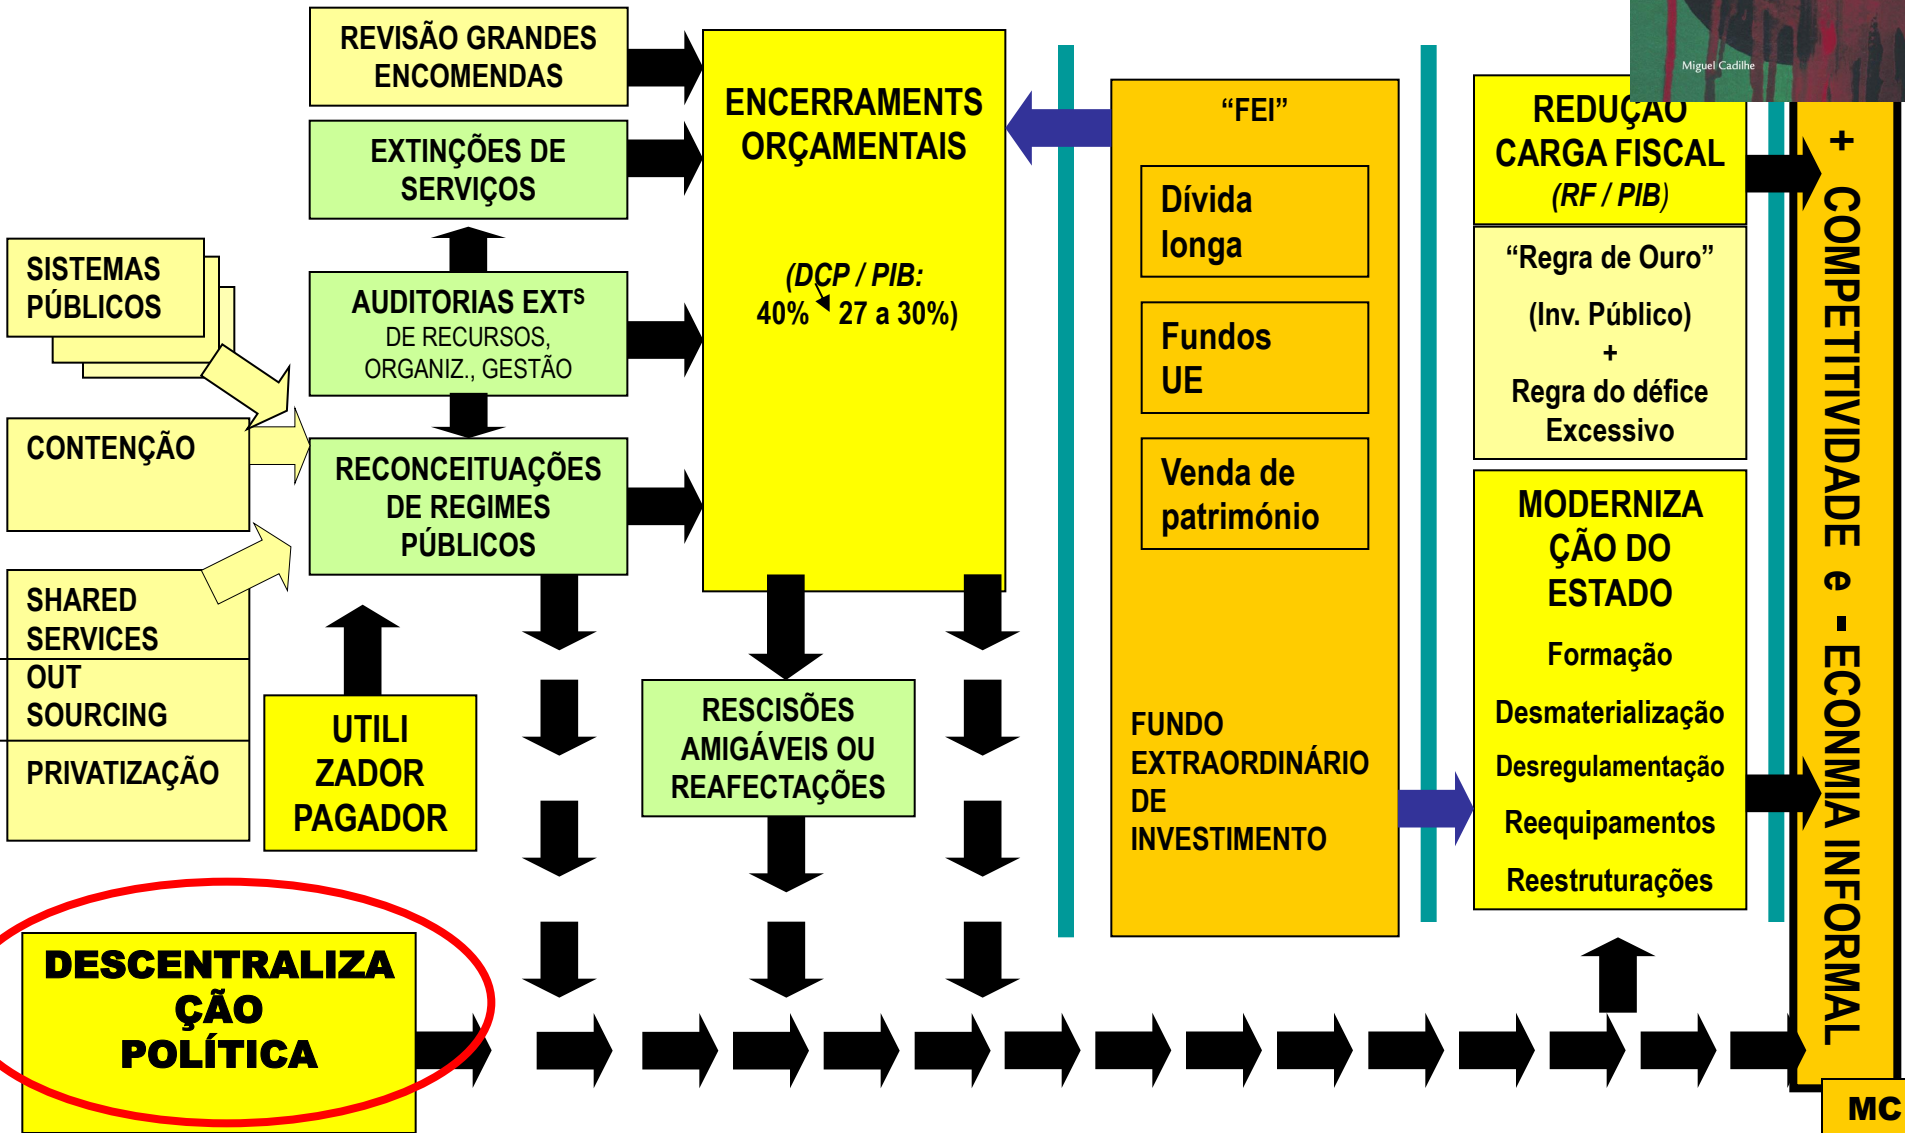 Miguel Cadilhe
REVISÃO GRANDES
ENCOMENDAS
EXTINÇÕES DE
SERVIÇOS
SISTEMAS
PÚBLICOS
AUDITORIAS EXTS
DE RECURSOS,
ORGANIZ., GESTÃO
CONTENÇÃO
RECONCEITUAÇÕES
DE REGIMES
PÚBLICOS
SHARED
SERVICES
OUT
SOURCING
PRIVATIZAÇÃO
UTILI
ZADOR
PAGADOR
DESCENTRALIZA
ÇÃO
POLÍTICA
ENCERRAMENTS
ORÇAMENTAIS
(DCP / PIB:
40% 27 a 30%)
RESCISÕES
AMIGÁVEIS OU
REAFECTAÇÕES
“FEI”
Dívida
longa
Fundos
UE
Venda de
património
FUNDO
EXTRAORDINÁRIO
DE
INVESTIMENTO
REDUÇÃO
CARGA FISCAL
(RF / PIB)
“Regra de Ouro”
(Inv. Público)
+
Regra do défice
Excessivo
MODERNIZA
ÇÃO DO
ESTADO
Formação
Desmaterialização
Desregulamentação
Reequipamentos
Reestruturações
+ COMPETITIVIDADE e - ECONMIA INFORMAL
MC